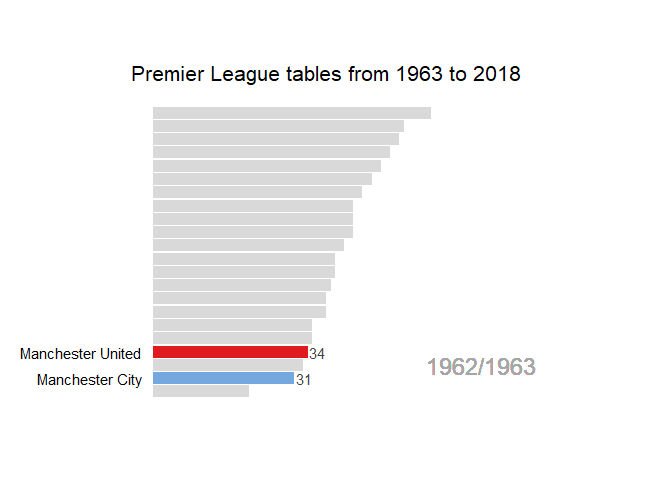 Premier League tables from 1963 to 2018
Manchester United 34
1962/1963
Manchester City 31